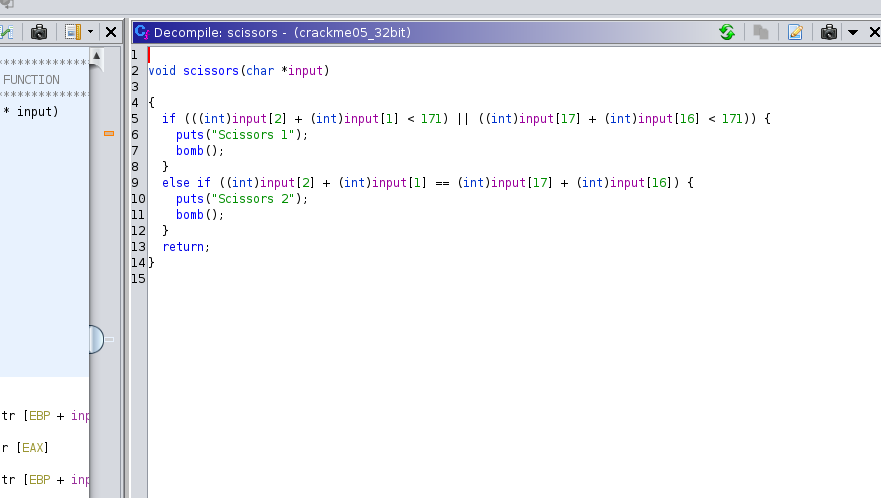 Decompile: scissors - (crackme05_32bit)
**************
FUNCTION
**************
* input)
tr [EBP + inp
r [EAX]
tr [EBP + inp
1
2 void scissors(char *input)
3
4 {
5   if (((int)input[2] + (int)input[1] < 171) || ((int)input[17] + (int)input[16] < 171)) {
6     puts("Scissors 1");
7     bomb();
8   }
9   else if ((int)input[2] + (int)input[1] == (int)input[17] + (int)input[16]) {
10     puts("Scissors 2");
11     bomb();
12   }
13   return;
14 }
15